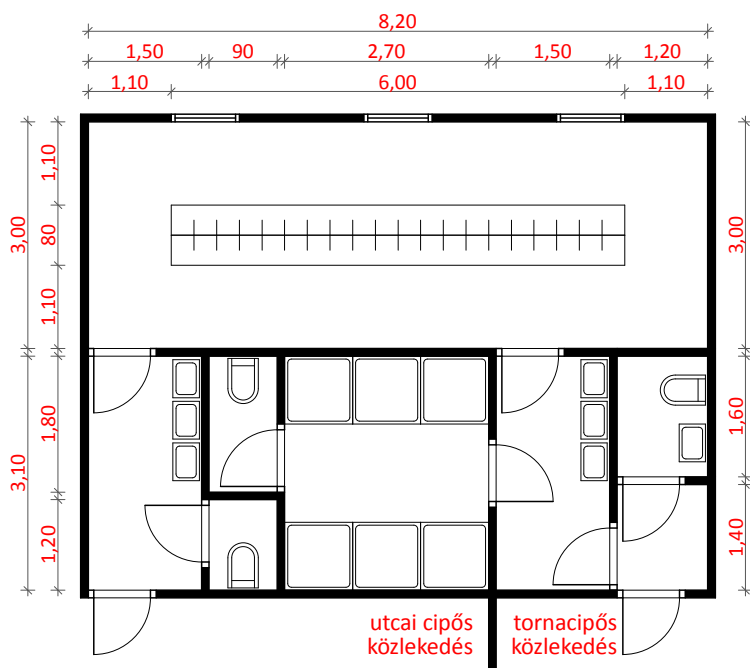 8,20
1,50 90 2,70 1,50 1,20
1,10 6,00 1,10
3,00
1,10
80
1,10
3,00
3,10
1,80
1,20
1,60
1,40
utcai cipős
közlekedés
tornacipős
közlekedés